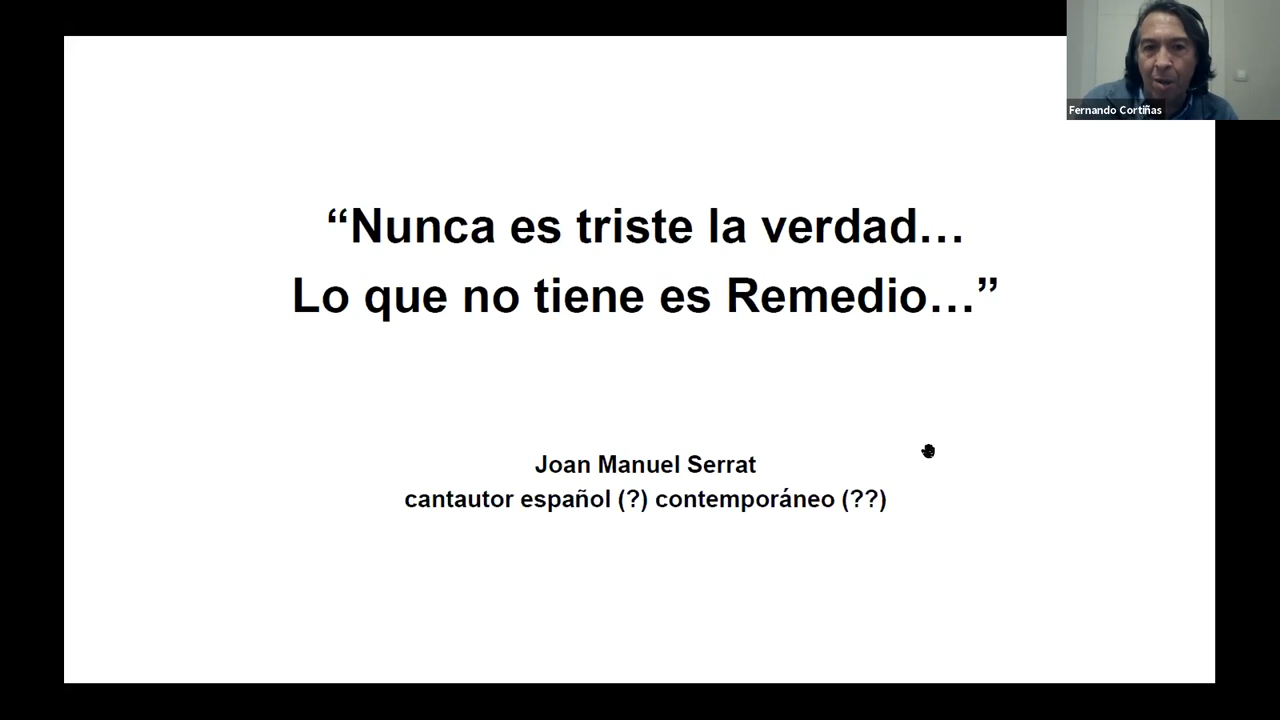 Fernando Cortiñas
“Nunca es triste la verdad…
Lo que no tiene es Remedio…”
Joan Manuel Serrat
cantautor español (?) contemporáneo (??)